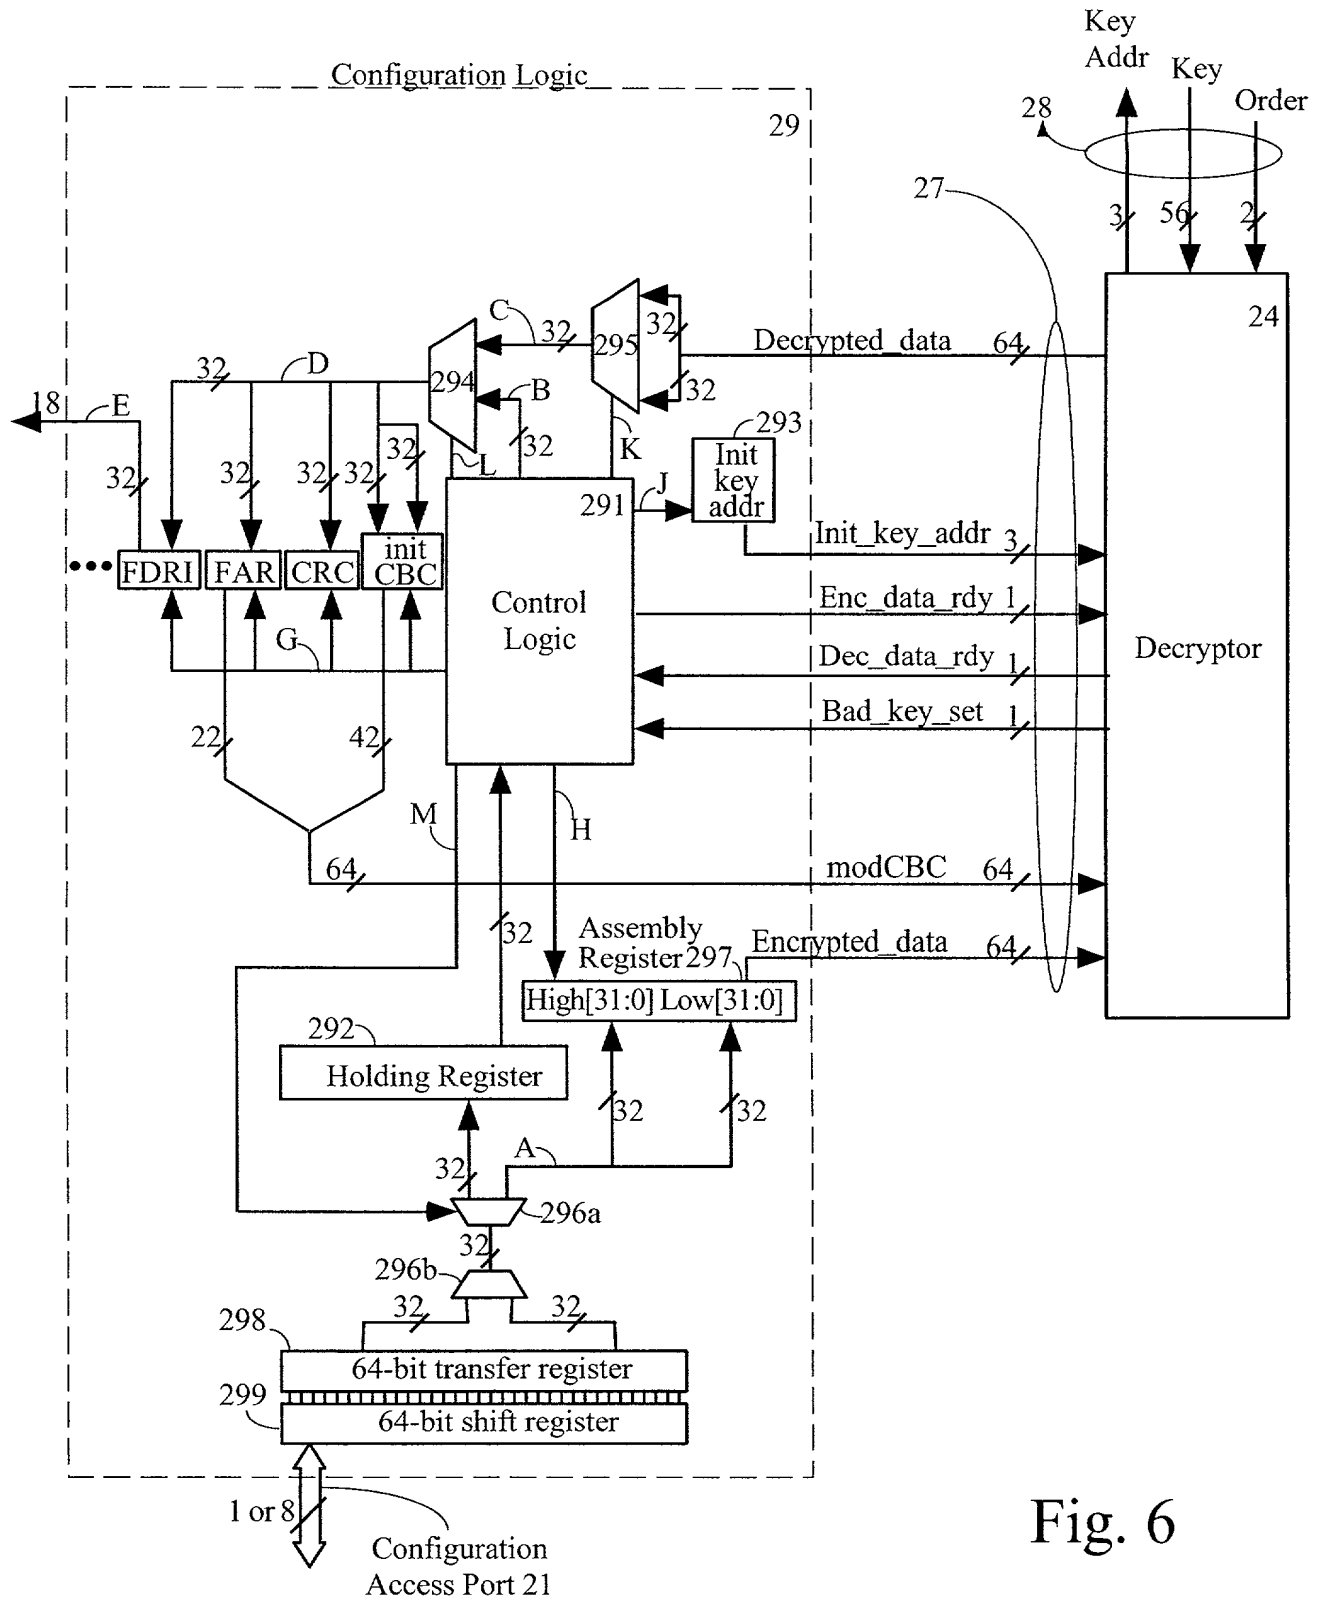 Key
Addr
Key
Order
Configuration Logic
29
28
27
3
56
2
24
C
32
295
32
32
Decrypted_data
64
D
32
294
B
32
K
L
18
E
32
32
32
32
32
293
Init
key
addr
J
291
Init_key_addr
3
FDRI
FAR
CRC
init
CBC
Control
Logic
Enc_data_rdy
1
Decryptor
G
Dec_data_rdy
1
Bad_key_set
1
22
42
M
H
64
modCBC
64
32
Assembly
Register
297
Encrypted_data
64
High[31:0] Low[31:0]
292
Holding Register
32
32
A
32
296a
32
296b
32
32
298
64-bit transfer register
299
64-bit shift register
1 or 8
Configuration
Access Port 21
Fig. 6